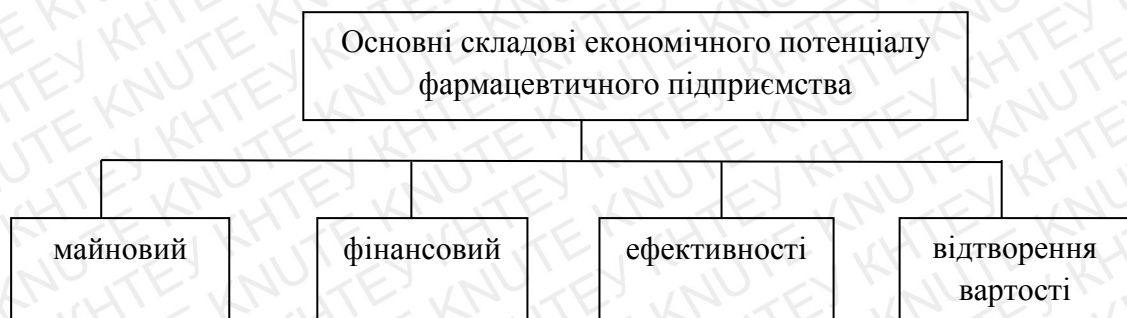 Основні складові економічного потенціалу
фармацевтичного підприємства
майновий
фінансовий
ефективності
відтворення
вартості